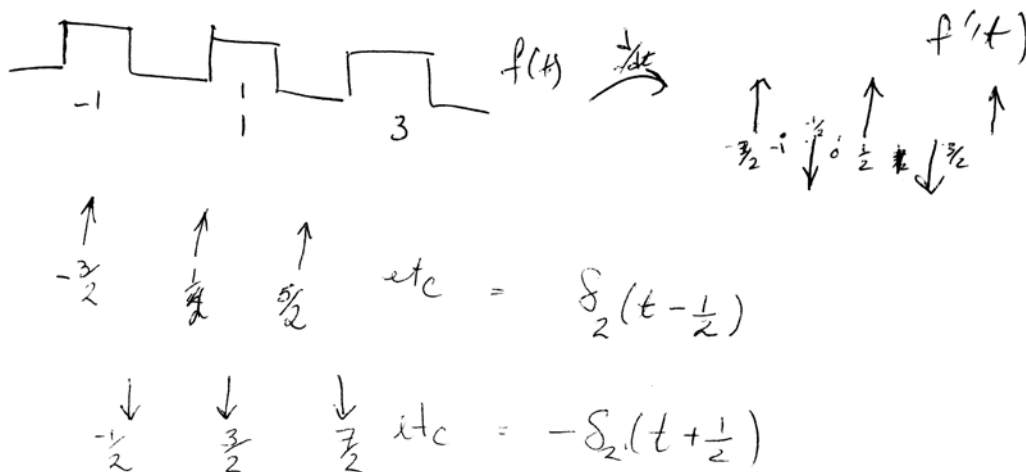 f(t) d/dt f'(t)
-1 1 3
1
-3/2 -1 -1/2 0 1/2 3/2
-3/2 1/2 5/2 etc = δ₂(t - 1/2)
-1/2 3/2 7/2 etc = -δ₂(t + 1/2)